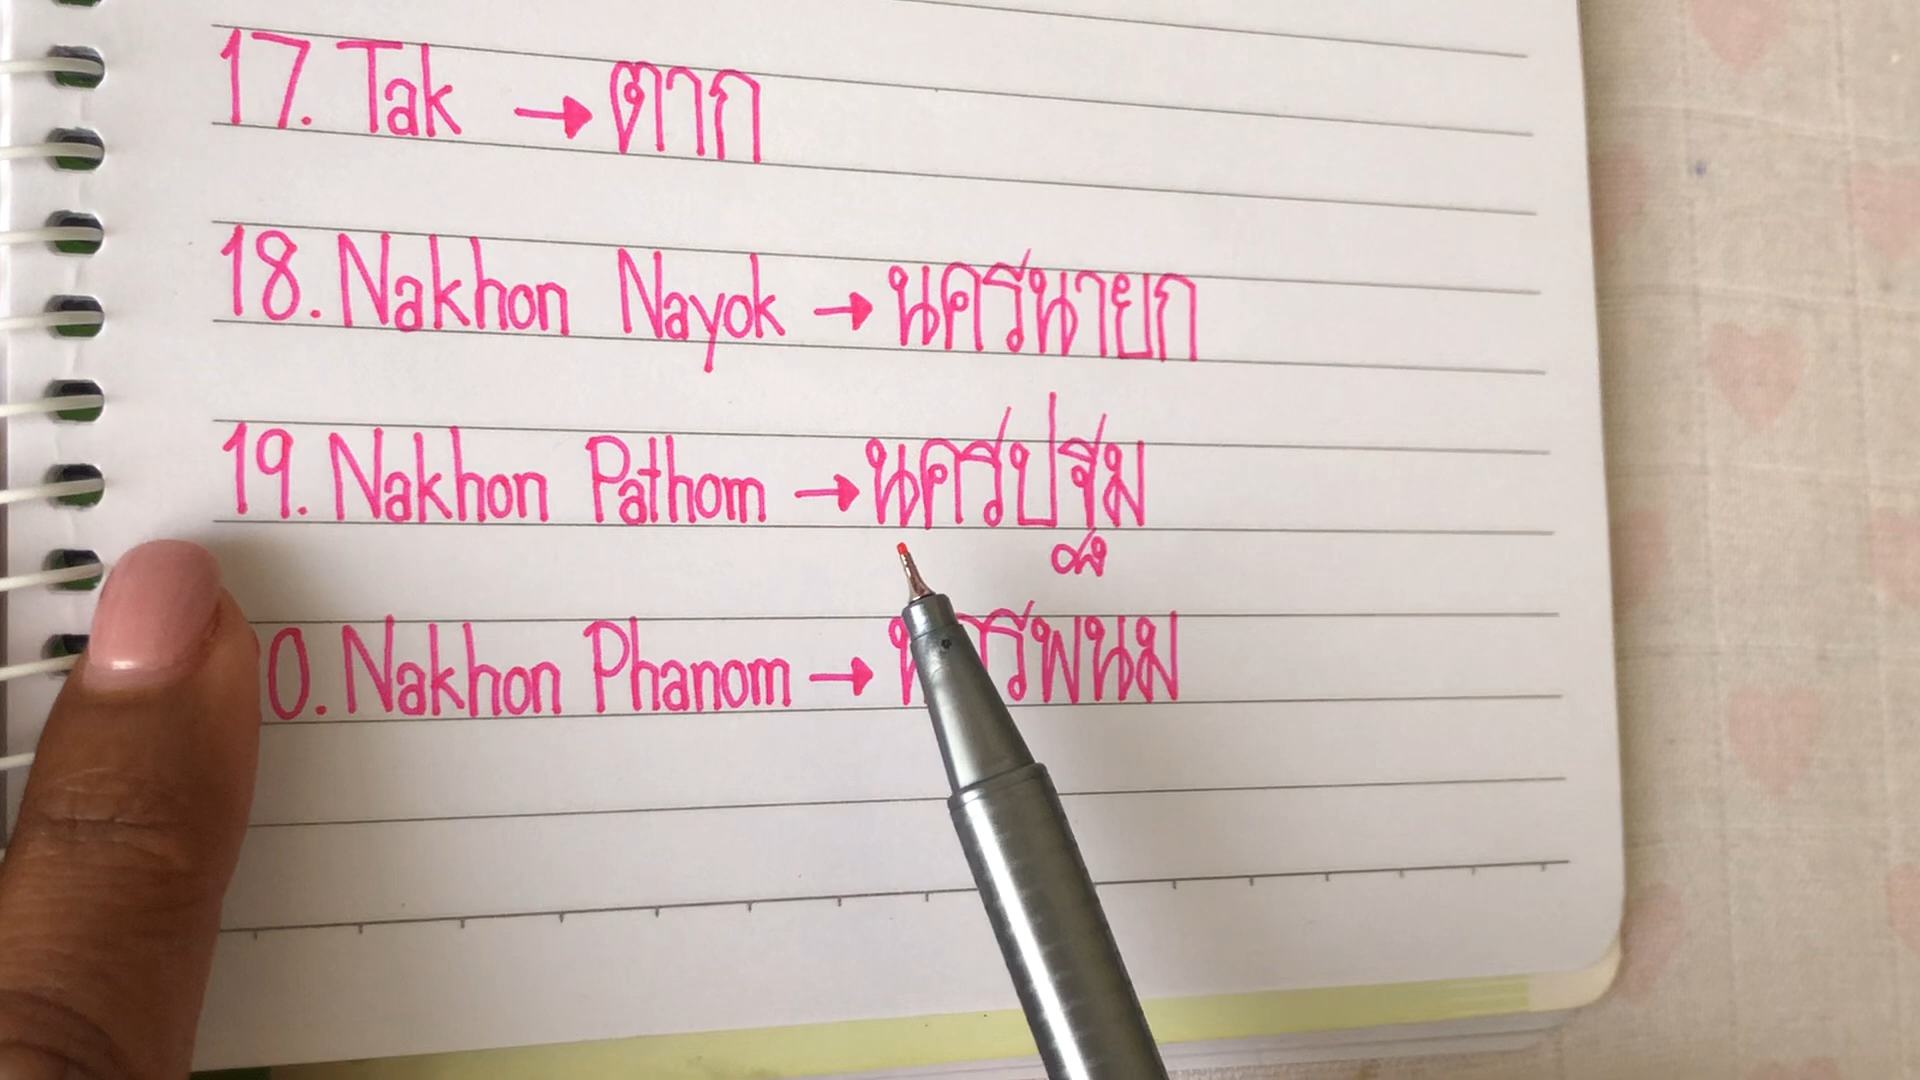 17. Tak → ตาก
18. Nakhon Nayok → นครนายก
19. Nakhon Pathom → นครปฐม
0. Nakhon Phanom → พนม